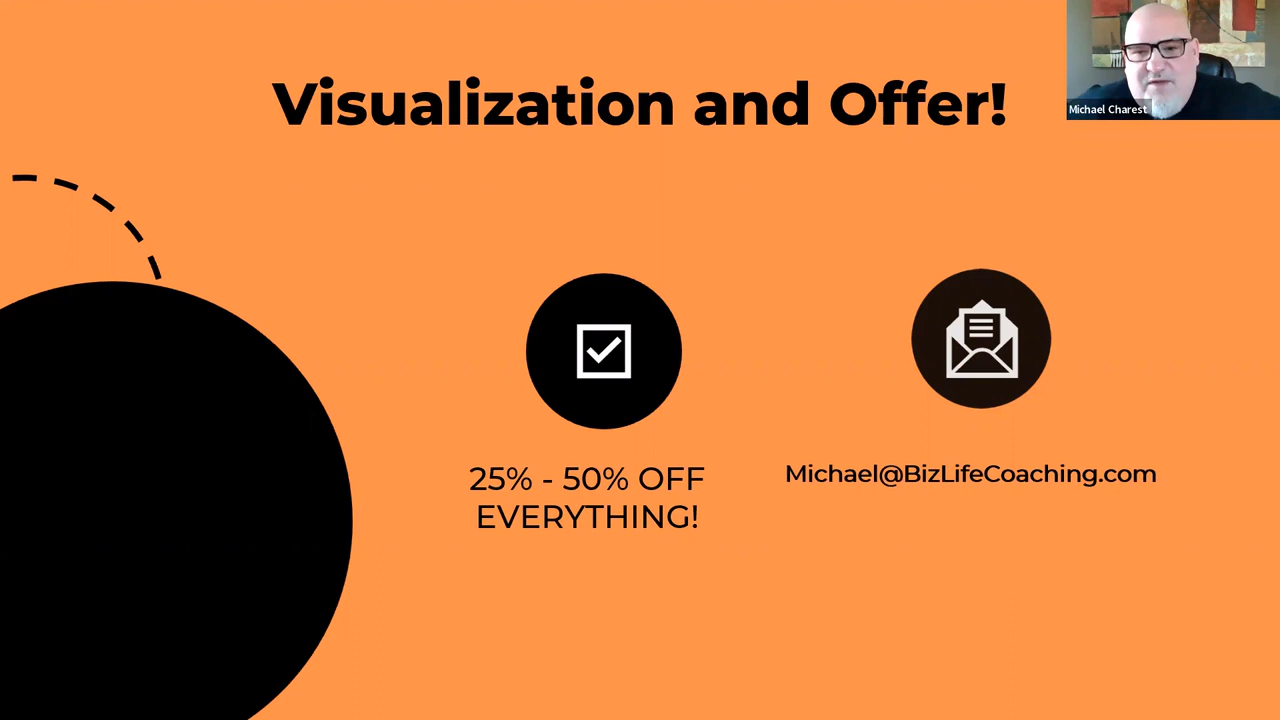 Visualization and Offer!
Michael Charest
25% - 50% OFF
EVERYTHING!
Michael@BizLifeCoaching.com